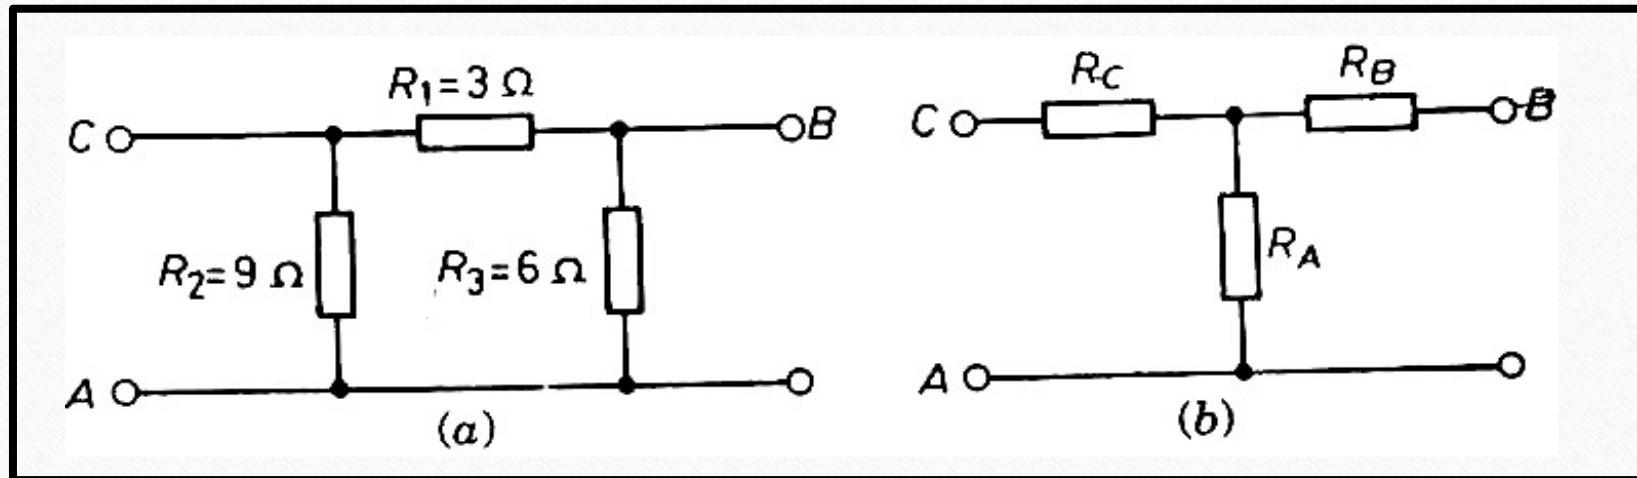 R1=3 Ω
C
B
R2=9 Ω
R3=6 Ω
A
(a)
RC
RB
C
B
RA
A
(b)